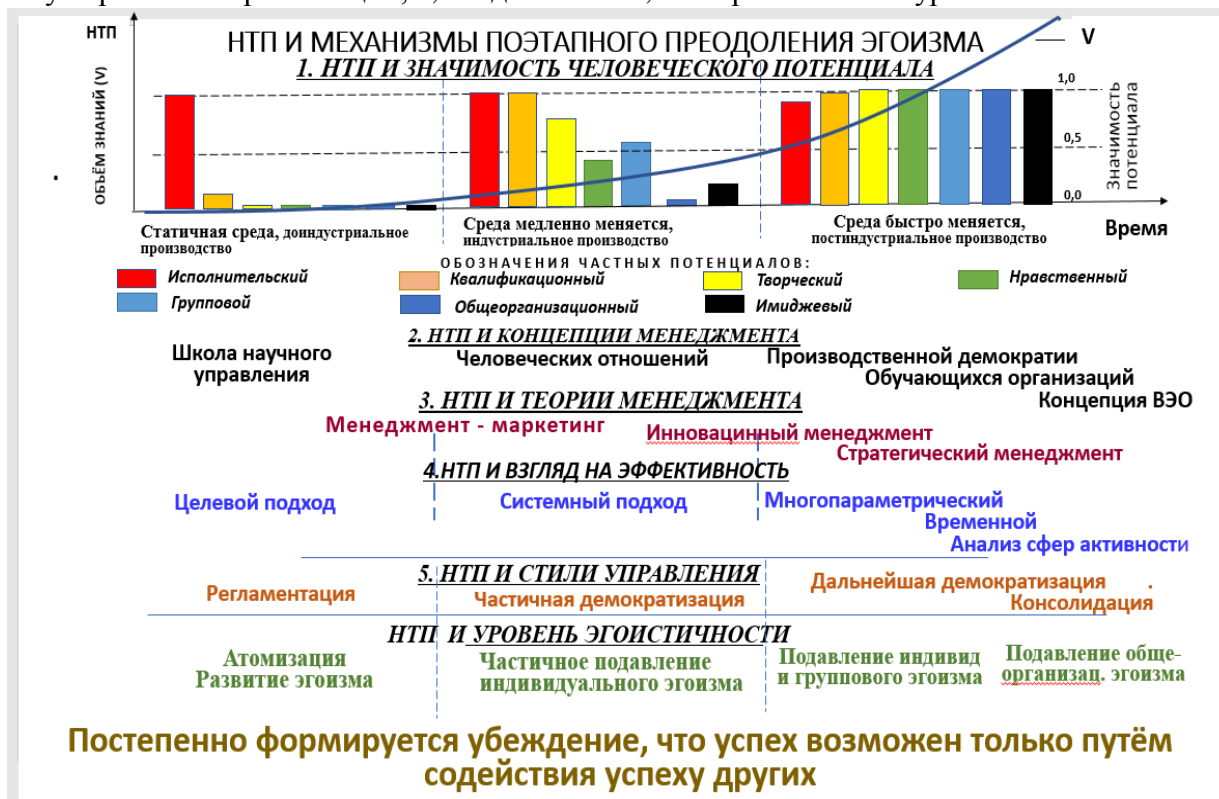 НТП
НТП И МЕХАНИЗМЫ ПОЭТАПНОГО ПРЕОДОЛЕНИЯ ЭГОИЗМА
V
1. НТП И ЗНАЧИМОСТЬ ЧЕЛОВЕЧЕСКОГО ПОТЕНЦИАЛА
ОБЪЁМ ЗНАНИЙ (V)
1,0
0,5
0,0
Значимость
потенциала
Статичная среда, доиндустриальное
производство
Среда медленно меняется,
индустриальное производство
Среда быстро меняется,
постиндустриальное производство
Время
ОБОЗНАЧЕНИЯ ЧАСТНЫХ ПОТЕНЦИАЛОВ:
Исполнительский
Квалификационный
Творческий
Нравственный
Групповой
Общеорганизационный
Имиджевый
2. НТП И КОНЦЕПЦИИ МЕНЕДЖМЕНТА
Школа научного
управления
Человеческих отношений
Производственной демократии
Обучающихся организаций
Концепция ВЭО
3. НТП И ТЕОРИИ МЕНЕДЖМЕНТА
Менеджмент - маркетинг
Инновацинный менеджмент
Стратегический менеджмент
4.НТП И ВЗГЛЯД НА ЭФФЕКТИВНОСТЬ
Целевой подход
Системный подход
Многопараметрический
Временной
Анализ сфер активности
5. НТП И СТИЛИ УПРАВЛЕНИЯ
Регламентация
Частичная демократизация
Дальнейшая демократизация .
Консолидация
НТП И УРОВЕНЬ ЭГОИСТИЧНОСТИ
Атомизация
Развитие эгоизма
Частичное подавление
индивидуального эгоизма
Подавление индивид
и группового эгоизма
Подавление обще-
организац. эгоизма
Постепенно формируется убеждение, что успех возможен только путём
содействия успеху других